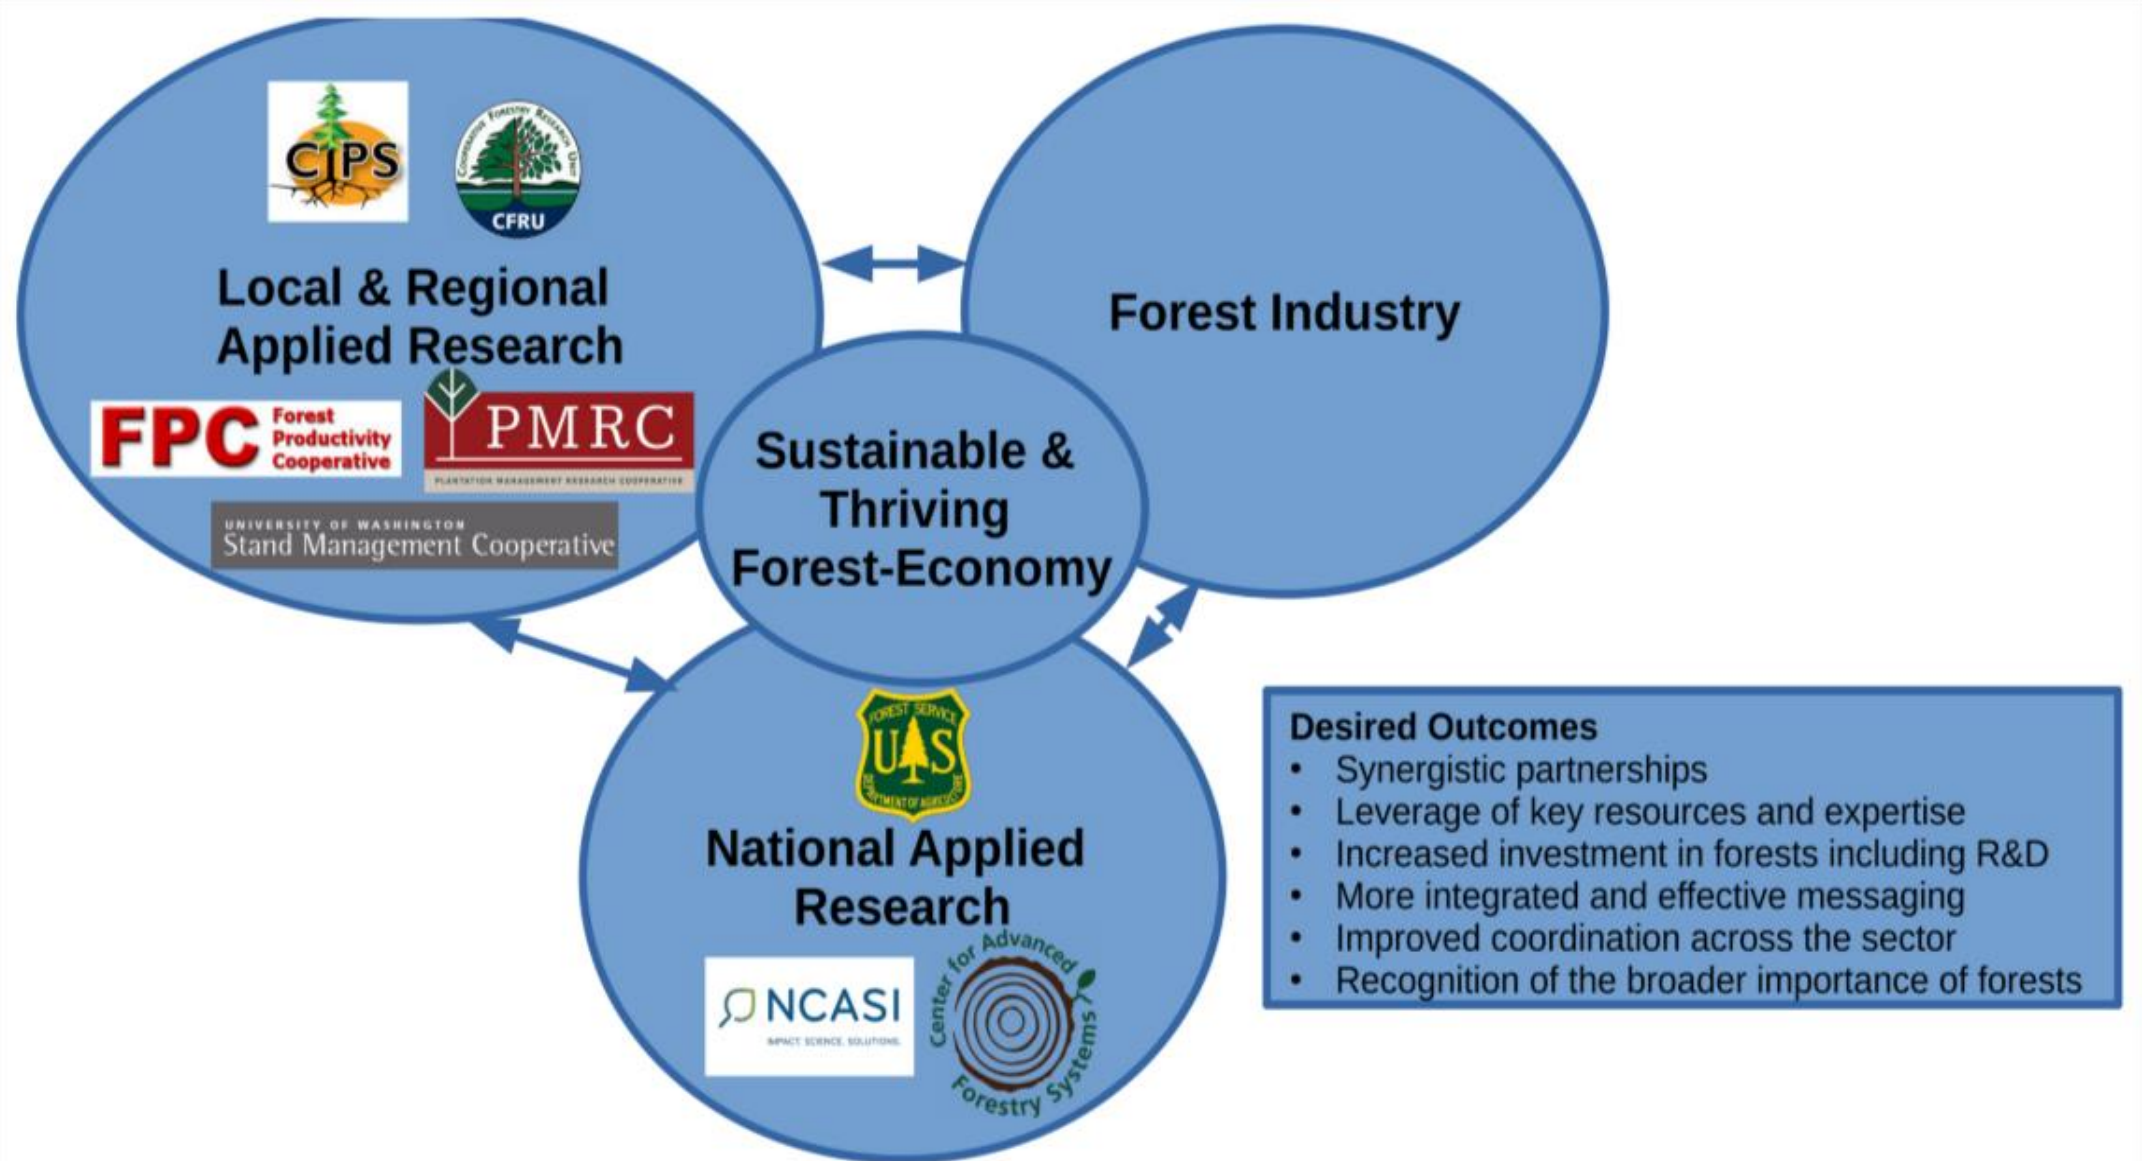 CIPS
COOPERATIVE FORESTRY RESEARCH UNIT
CFRU
Local & Regional
Applied Research
FPC
Forest
Productivity
Cooperative
PMRC
PLANTATION MANAGEMENT RESEARCH COOPERATIVE
UNIVERSITY OF WASHINGTON
Stand Management Cooperative
Forest Industry
Sustainable &
Thriving
Forest-Economy
FOREST SERVICE
UAS
DEPARTMENT OF AGRICULTURE
National Applied
Research
NCASI
IMPACT. SCIENCE. SOLUTIONS.
Center for Advanced
Forestry Systems
Desired Outcomes
• Synergistic partnerships
• Leverage of key resources and expertise
• Increased investment in forests including R&D
• More integrated and effective messaging
• Improved coordination across the sector
• Recognition of the broader importance of forests